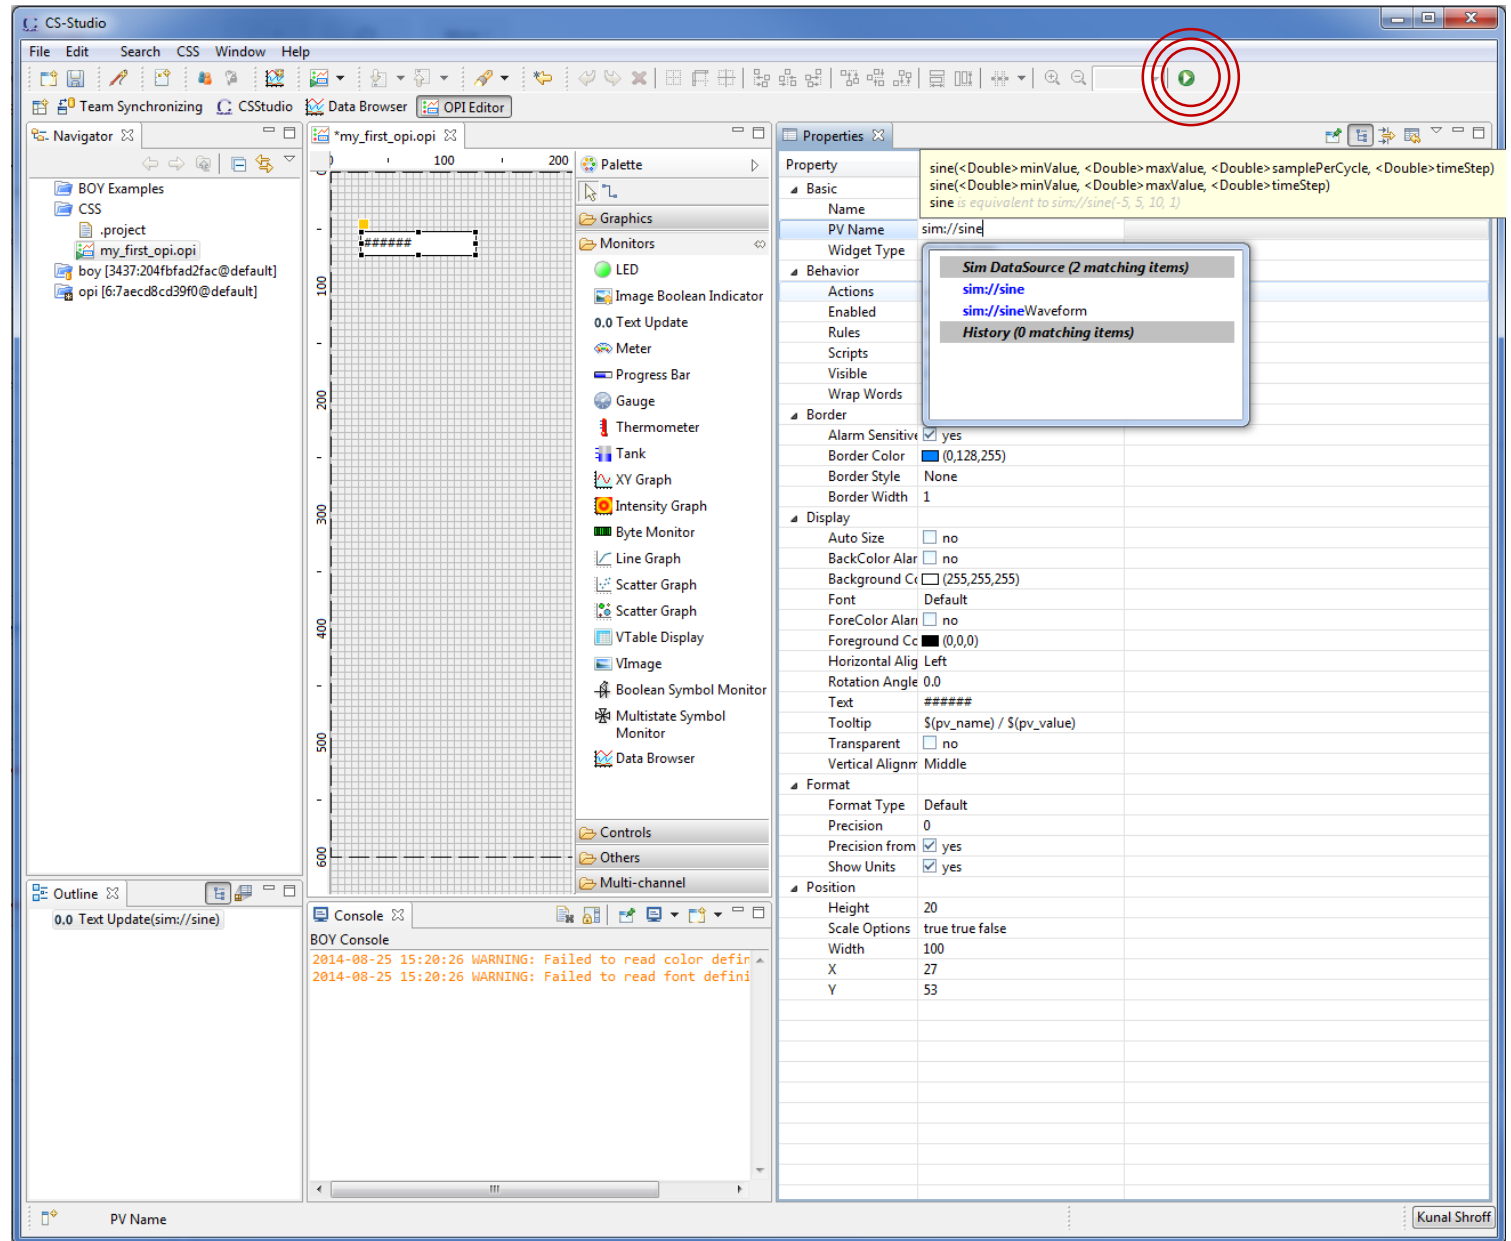 CS-Studio
File Edit Search CSS Window Help
Team Synchronizing CSStudio Data Browser OPI Editor
Navigator
BOY Examples
CSS
.project
my_first_opi.opi
boy [3437:204fbfad2fac@default]
opi [6:7aecd8cd39f0@default]
Outline
0.0 Text Update(sim://sine)
*my_first_opi.opi
0 100 200
100
200
300
400
500
600
######
Palette
Graphics
Monitors
LED
Image Boolean Indicator
0.0 Text Update
Meter
Progress Bar
Gauge
Thermometer
Tank
XY Graph
Intensity Graph
Byte Monitor
Line Graph
Scatter Graph
Scatter Graph
VTable Display
VImage
Boolean Symbol Monitor
Multistate Symbol
Monitor
Data Browser
Controls
Others
Multi-channel
Console
BOY Console
2014-08-25 15:20:26 WARNING: Failed to read color defin
2014-08-25 15:20:26 WARNING: Failed to read font defini
Properties
Property
sine(<Double>minValue, <Double>maxValue, <Double>samplePerCycle, <Double>timeStep)
sine(<Double>minValue, <Double>maxValue, <Double>timeStep)
sine is equivalent to sim://sine(-5, 5, 10, 1)
Basic
Name
PV Name sim://sine
Widget Type
Sim DataSource (2 matching items)
sim://sine
sim://sineWaveform
History (0 matching items)
Behavior
Actions
Enabled
Rules
Scripts
Visible
Wrap Words
Border
Alarm Sensitive yes
Border Color (0,128,255)
Border Style None
Border Width 1
Display
Auto Size no
BackColor Alar no
Background Cc (255,255,255)
Font Default
ForeColor Alarm no
Foreground Cc (0,0,0)
Horizontal Alig Left
Rotation Angle 0.0
Text ######
Tooltip $(pv_name) / $(pv_value)
Transparent no
Vertical Alignm Middle
Format
Format Type Default
Precision 0
Precision from yes
Show Units yes
Position
Height 20
Scale Options true true false
Width 100
X 27
Y 53
PV Name
Kunal Shroff